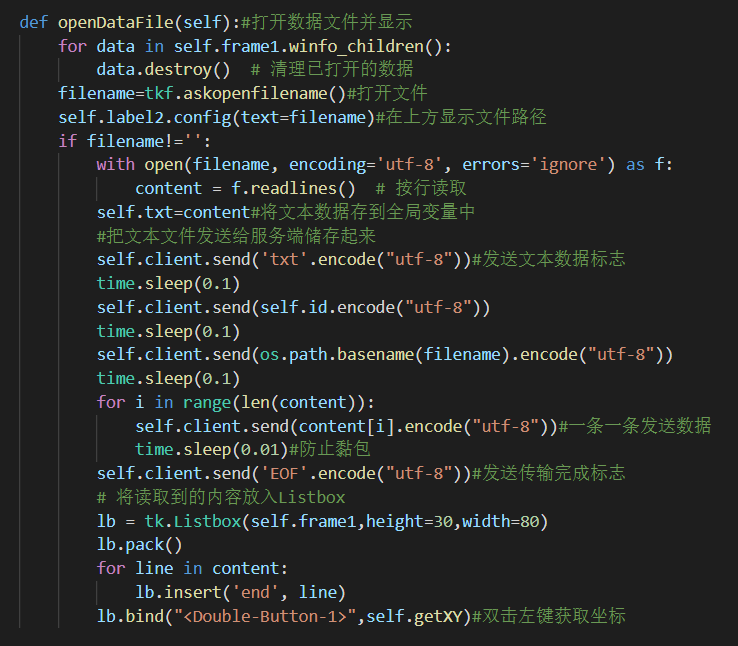 def openDataFile(self):#打开数据文件并显示
    for data in self.frame1.winfo_children():
        data.destroy()  # 清理已打开的数据
    filename=tkf.askopenfilename()#打开文件
    self.label2.config(text=filename)#在上方显示文件路径
    if filename!='':
        with open(filename, encoding='utf-8', errors='ignore') as f:
            content = f.readlines()  # 按行读取
        self.txt=content#将文本数据存到全局变量中
        #把文本文件发送给服务端储存起来
        self.client.send('txt'.encode("utf-8"))#发送文本数据标志
        time.sleep(0.1)
        self.client.send(self.id.encode("utf-8"))
        time.sleep(0.1)
        self.client.send(os.path.basename(filename).encode("utf-8"))
        time.sleep(0.1)
        for i in range(len(content)):
            self.client.send(content[i].encode("utf-8"))#一条一条发送数据
            time.sleep(0.01)#防止黏包
        self.client.send('EOF'.encode("utf-8"))#发送传输完成标志
        # 将读取到的内容放入Listbox
        lb = tk.Listbox(self.frame1,height=30,width=80)
        lb.pack()
        for line in content:
            lb.insert('end', line)
        lb.bind("<Double-Button-1>",self.getXY)#双击左键获取坐标